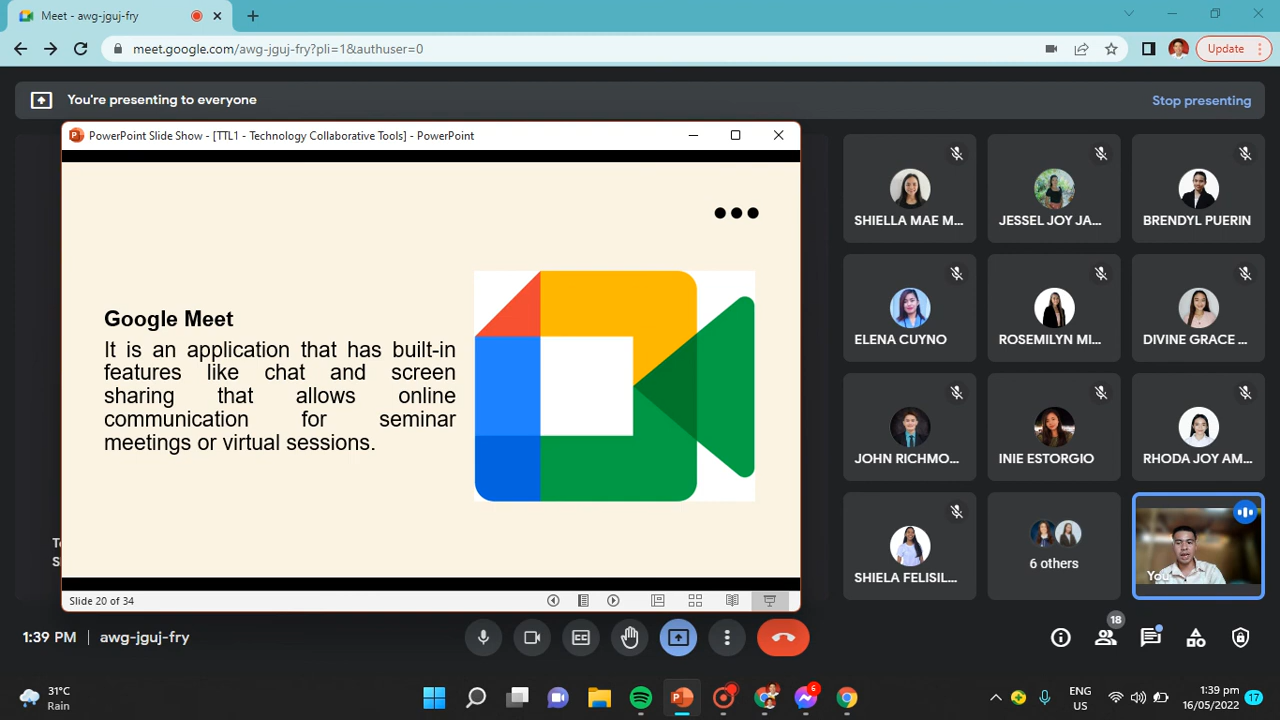 Meet - awg-jguj-fry
meet.google.com/awg-jguj-fry?pli=1&authuser=0
Update
You're presenting to everyone
Stop presenting
PowerPoint Slide Show - [TTL1 - Technology Collaborative Tools] - PowerPoint
Google Meet
It is an application that has built-in
features like chat and screen
sharing that allows online
communication for seminar
meetings or virtual sessions.
Slide 20 of 34
SHIELLA MAE M...
JESSEL JOY JA...
BRENDYL PUERIN
ELENA CUYNO
ROSEMILYN MI...
DIVINE GRACE ...
JOHN RICHMO...
INIE ESTORGIO
RHODA JOY AM...
SHIELA FELISIL...
6 others
You
1:39 PM
awg-jguj-fry
18
31°C
Rain
6
ENG
US
1:39 pm
16/05/2022
17